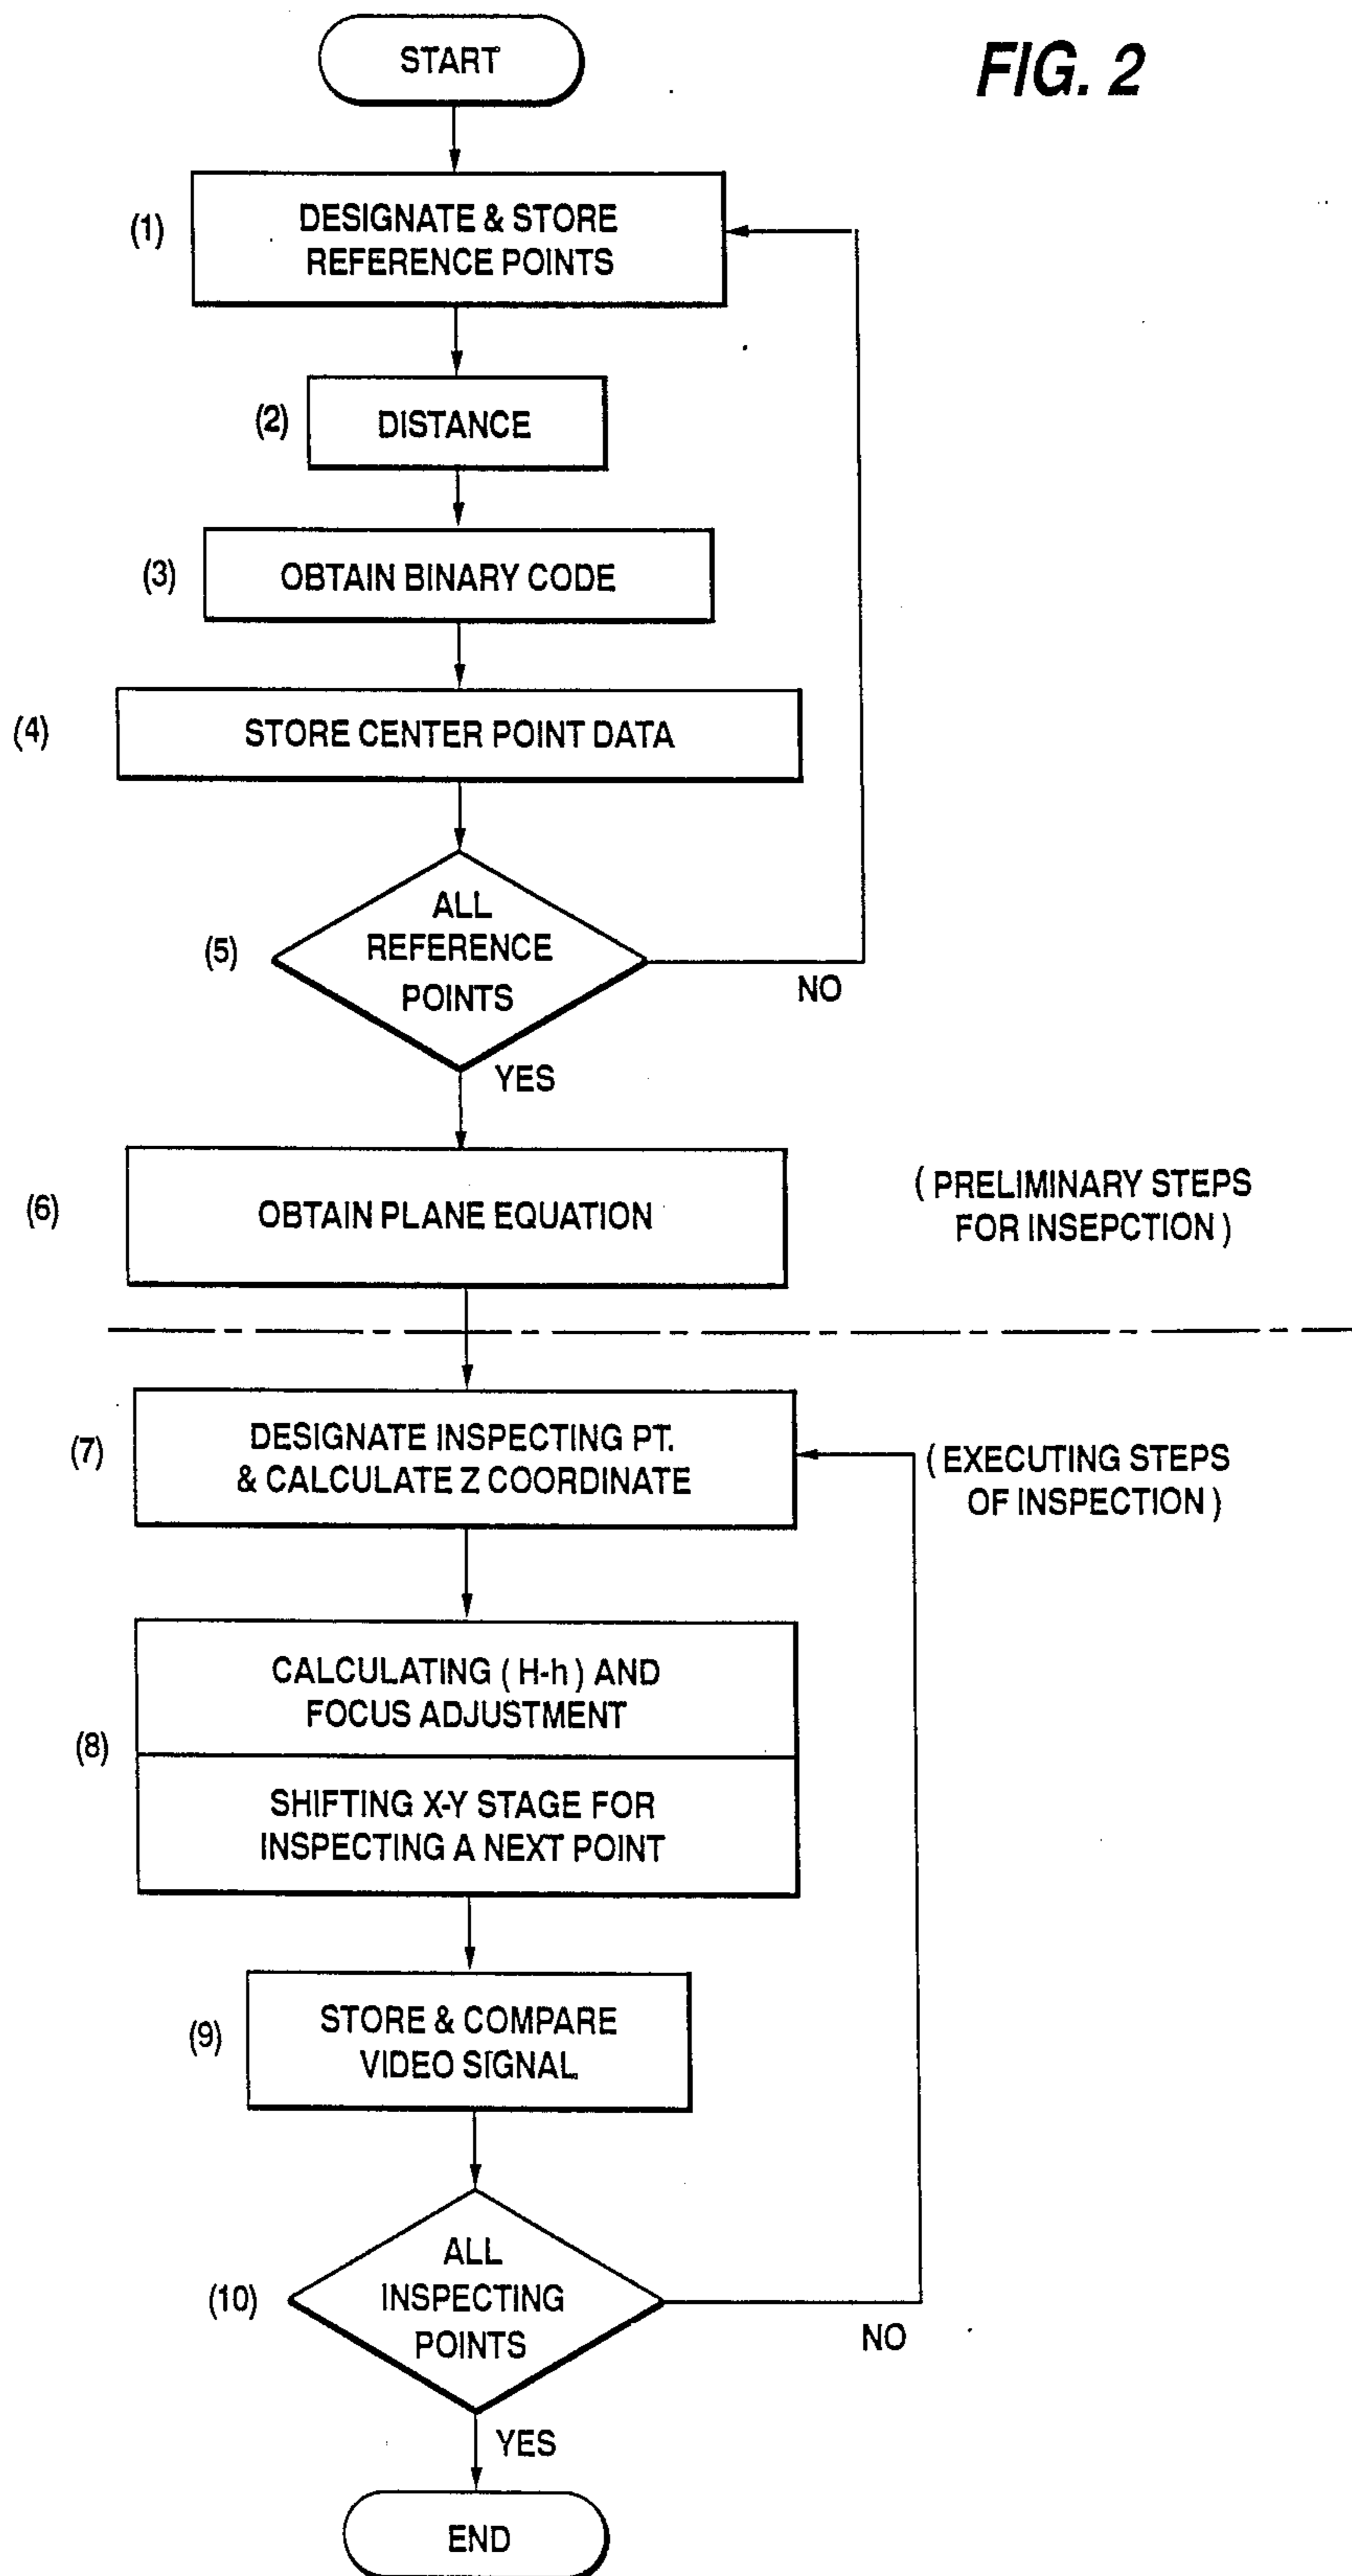 START
FIG. 2
(1)
DESIGNATE & STORE
REFERENCE POINTS
(2)
DISTANCE
(3)
OBTAIN BINARY CODE
(4)
STORE CENTER POINT DATA
(5)
ALL
REFERENCE
POINTS
NO
YES
(6)
OBTAIN PLANE EQUATION
( PRELIMINARY STEPS
FOR INSEPCTION )
(7)
DESIGNATE INSPECTING PT.
& CALCULATE Z COORDINATE
( EXECUTING STEPS
OF INSPECTION )
(8)
CALCULATING ( H-h ) AND
FOCUS ADJUSTMENT
SHIFTING X-Y STAGE FOR
INSPECTING A NEXT POINT
(9)
STORE & COMPARE
VIDEO SIGNAL
(10)
ALL
INSPECTING
POINTS
NO
YES
END